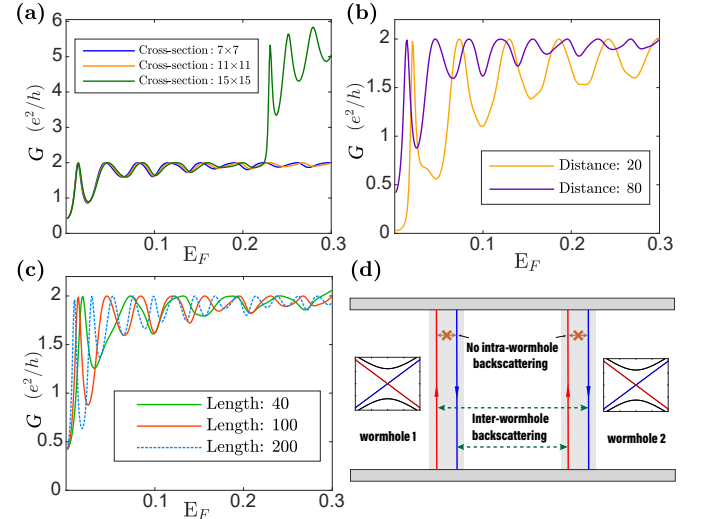 (a)
6
5
4
3
2
1
0
G (e²/h)
Cross-section: 7×7
Cross-section: 11×11
Cross-section: 15×15
0.1
0.2
0.3
E_F
(b)
2
1.5
1
0.5
0
G (e²/h)
Distance: 20
Distance: 80
0.1
0.2
0.3
E_F
(c)
2
1.5
1
0.5
0
G (e²/h)
Length: 40
Length: 100
Length: 200
0
0.1
0.2
0.3
E_F
(d)
No intra-wormhole
backscattering
Inter-wormhole
backscattering
wormhole 1
wormhole 2